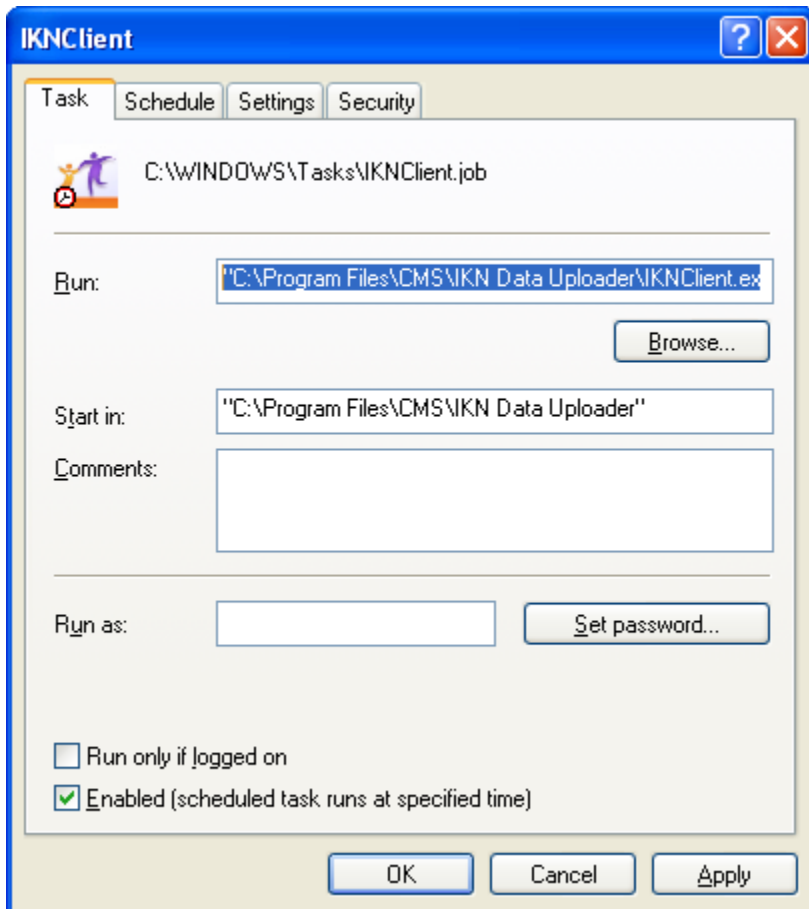 IKNClient
Task Schedule Settings Security
C:\WINDOWS\Tasks\IKNClient.job
Run: "C:\Program Files\CMS\IKN Data Uploader\IKNClient.ex
Browse...
Start in: "C:\Program Files\CMS\IKN Data Uploader"
Comments:
Run as: Set password...
Run only if logged on
Enabled (scheduled task runs at specified time)
OK Cancel Apply